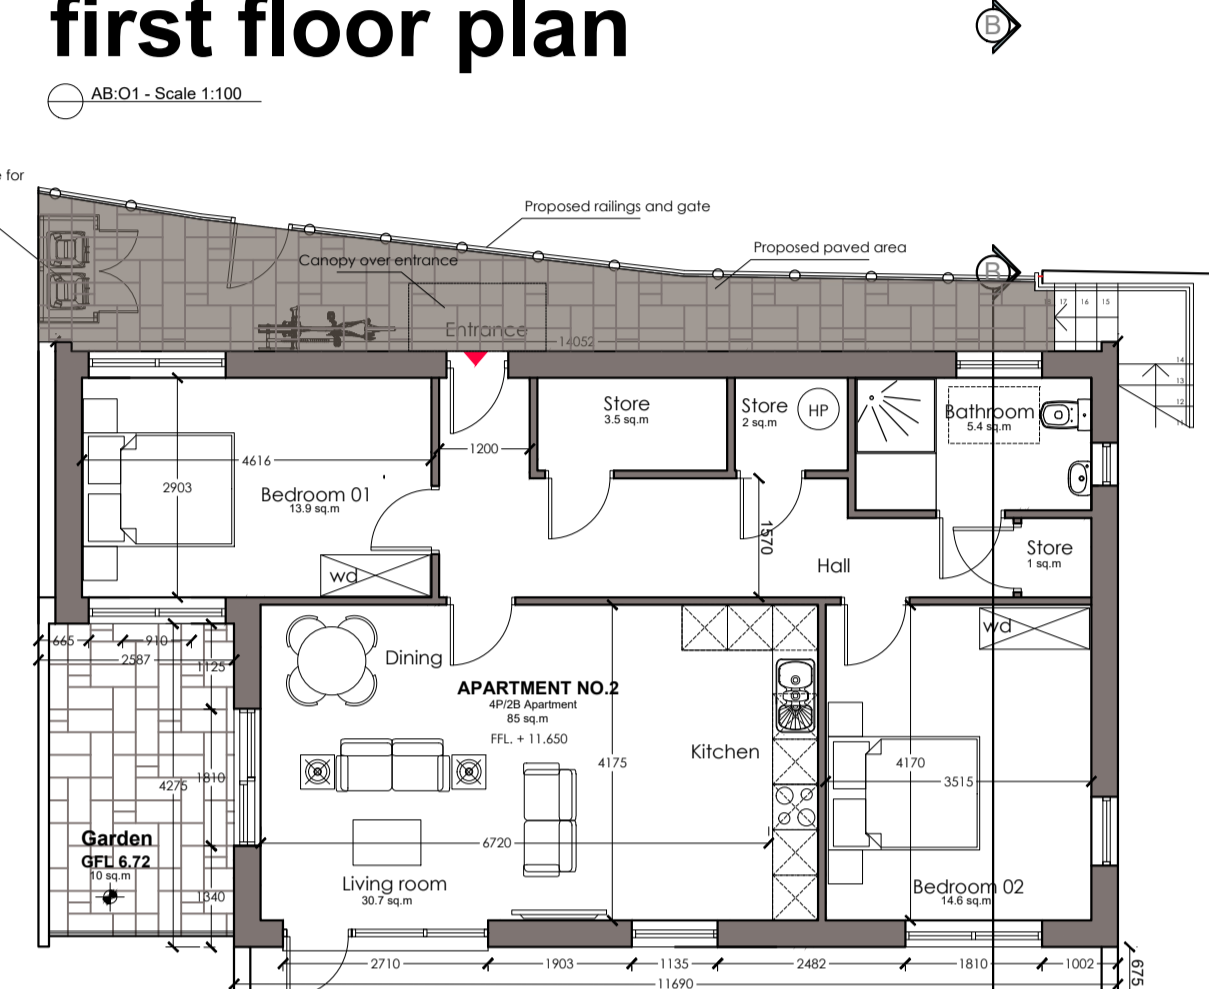 first floor plan
B
AB:O1 - Scale 1:100
for
Proposed railings and gate
Proposed paved area
Canopy over entrance
B
Entrance
14052
17 16 15
14
13
12
11
Store
3.5 sq.m
Store
2 sq.m
HP
Bathroom
5.4 sq.m
4616
1200
2903
Bedroom 01
13.9 sq.m
1570
Hall
Store
1 sq.m
wd
wd
665
910
2587
1125
Dining
APARTMENT NO.2
4P/2B Apartment
85 sq.m
FFL. + 11.650
Kitchen
4175
4170
3515
1810
4275
6720
Garden
GFL 6.72
10 sq.m
1340
Living room
30.7 sq.m
Bedroom 02
14.6 sq.m
2710
1903
1135
2482
1810
1002
675
11690